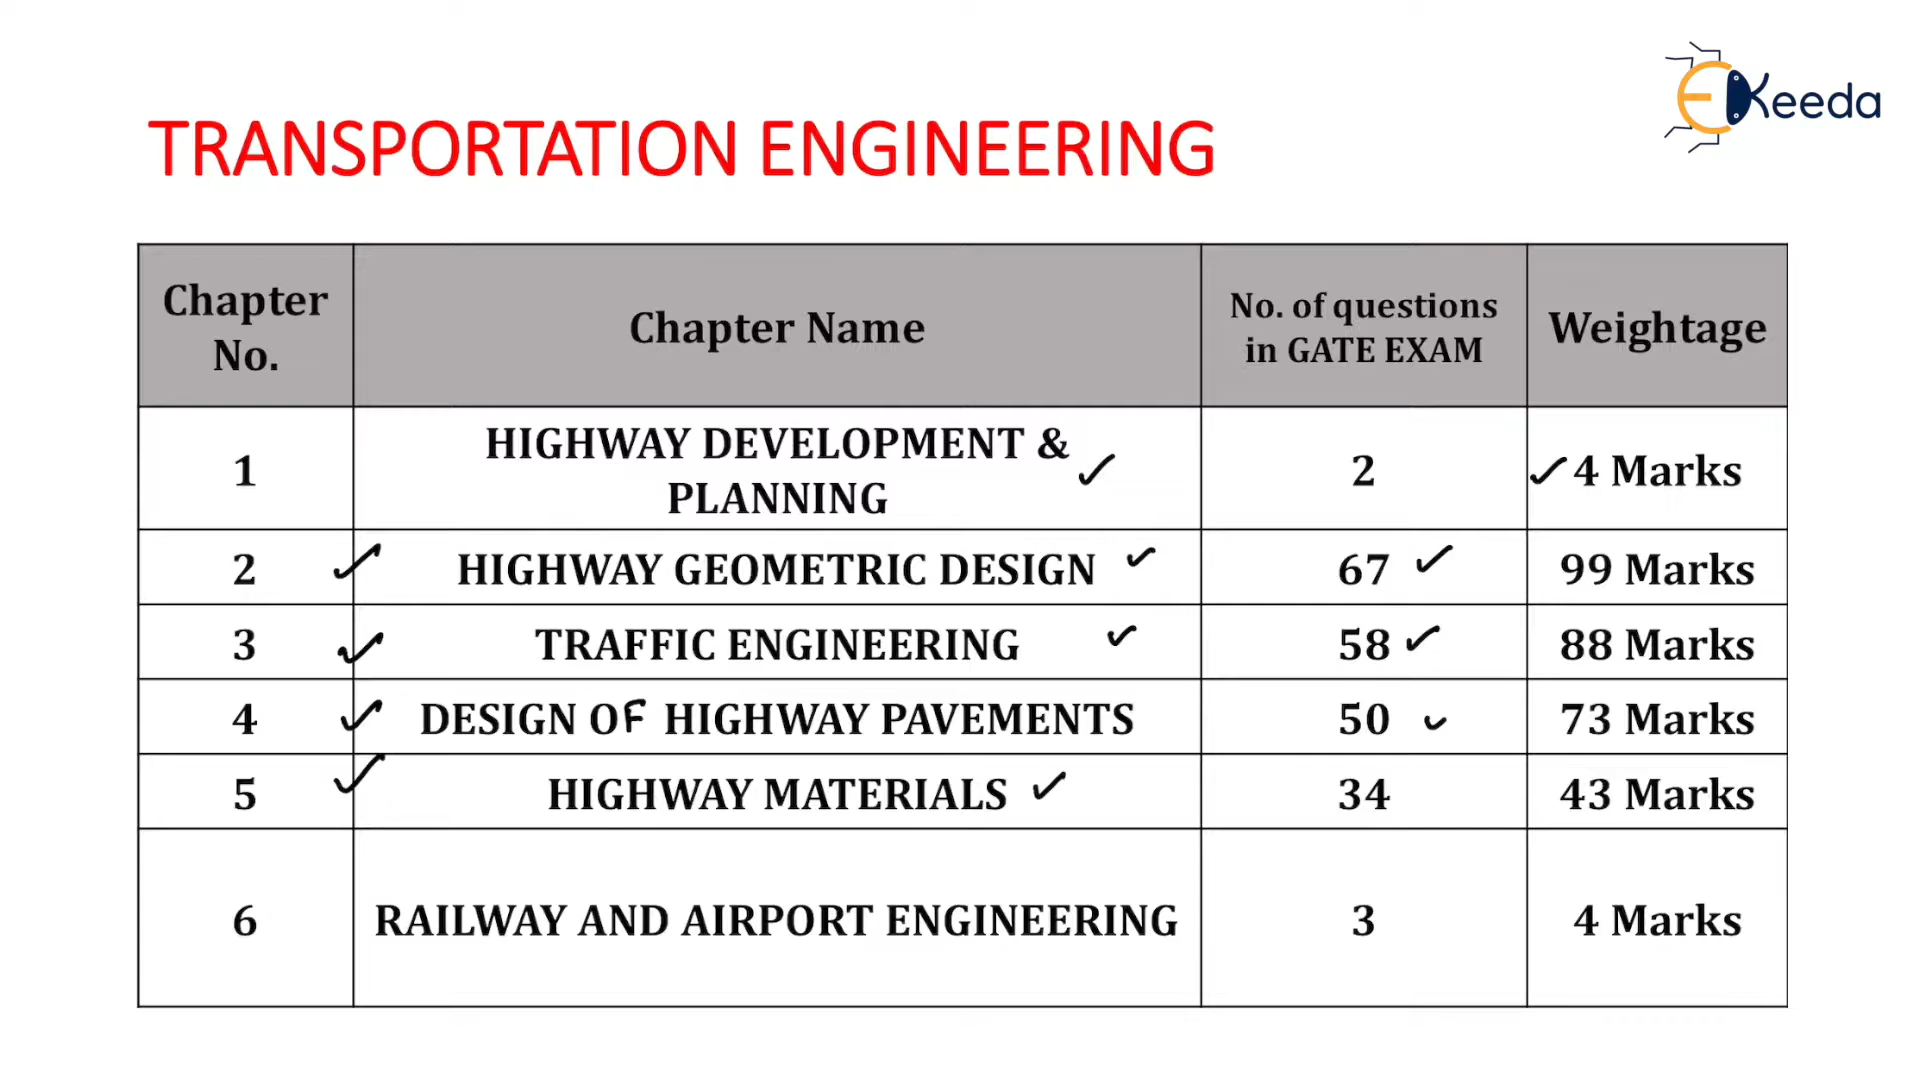 EKeeda
TRANSPORTATION ENGINEERING
Chapter No.
Chapter Name
No. of questions in GATE EXAM
Weightage
1
HIGHWAY DEVELOPMENT &
PLANNING
2
4 Marks
2
HIGHWAY GEOMETRIC DESIGN
67
99 Marks
3
TRAFFIC ENGINEERING
58
88 Marks
4
DESIGN OF HIGHWAY PAVEMENTS
50
73 Marks
5
HIGHWAY MATERIALS
34
43 Marks
6
RAILWAY AND AIRPORT ENGINEERING
3
4 Marks